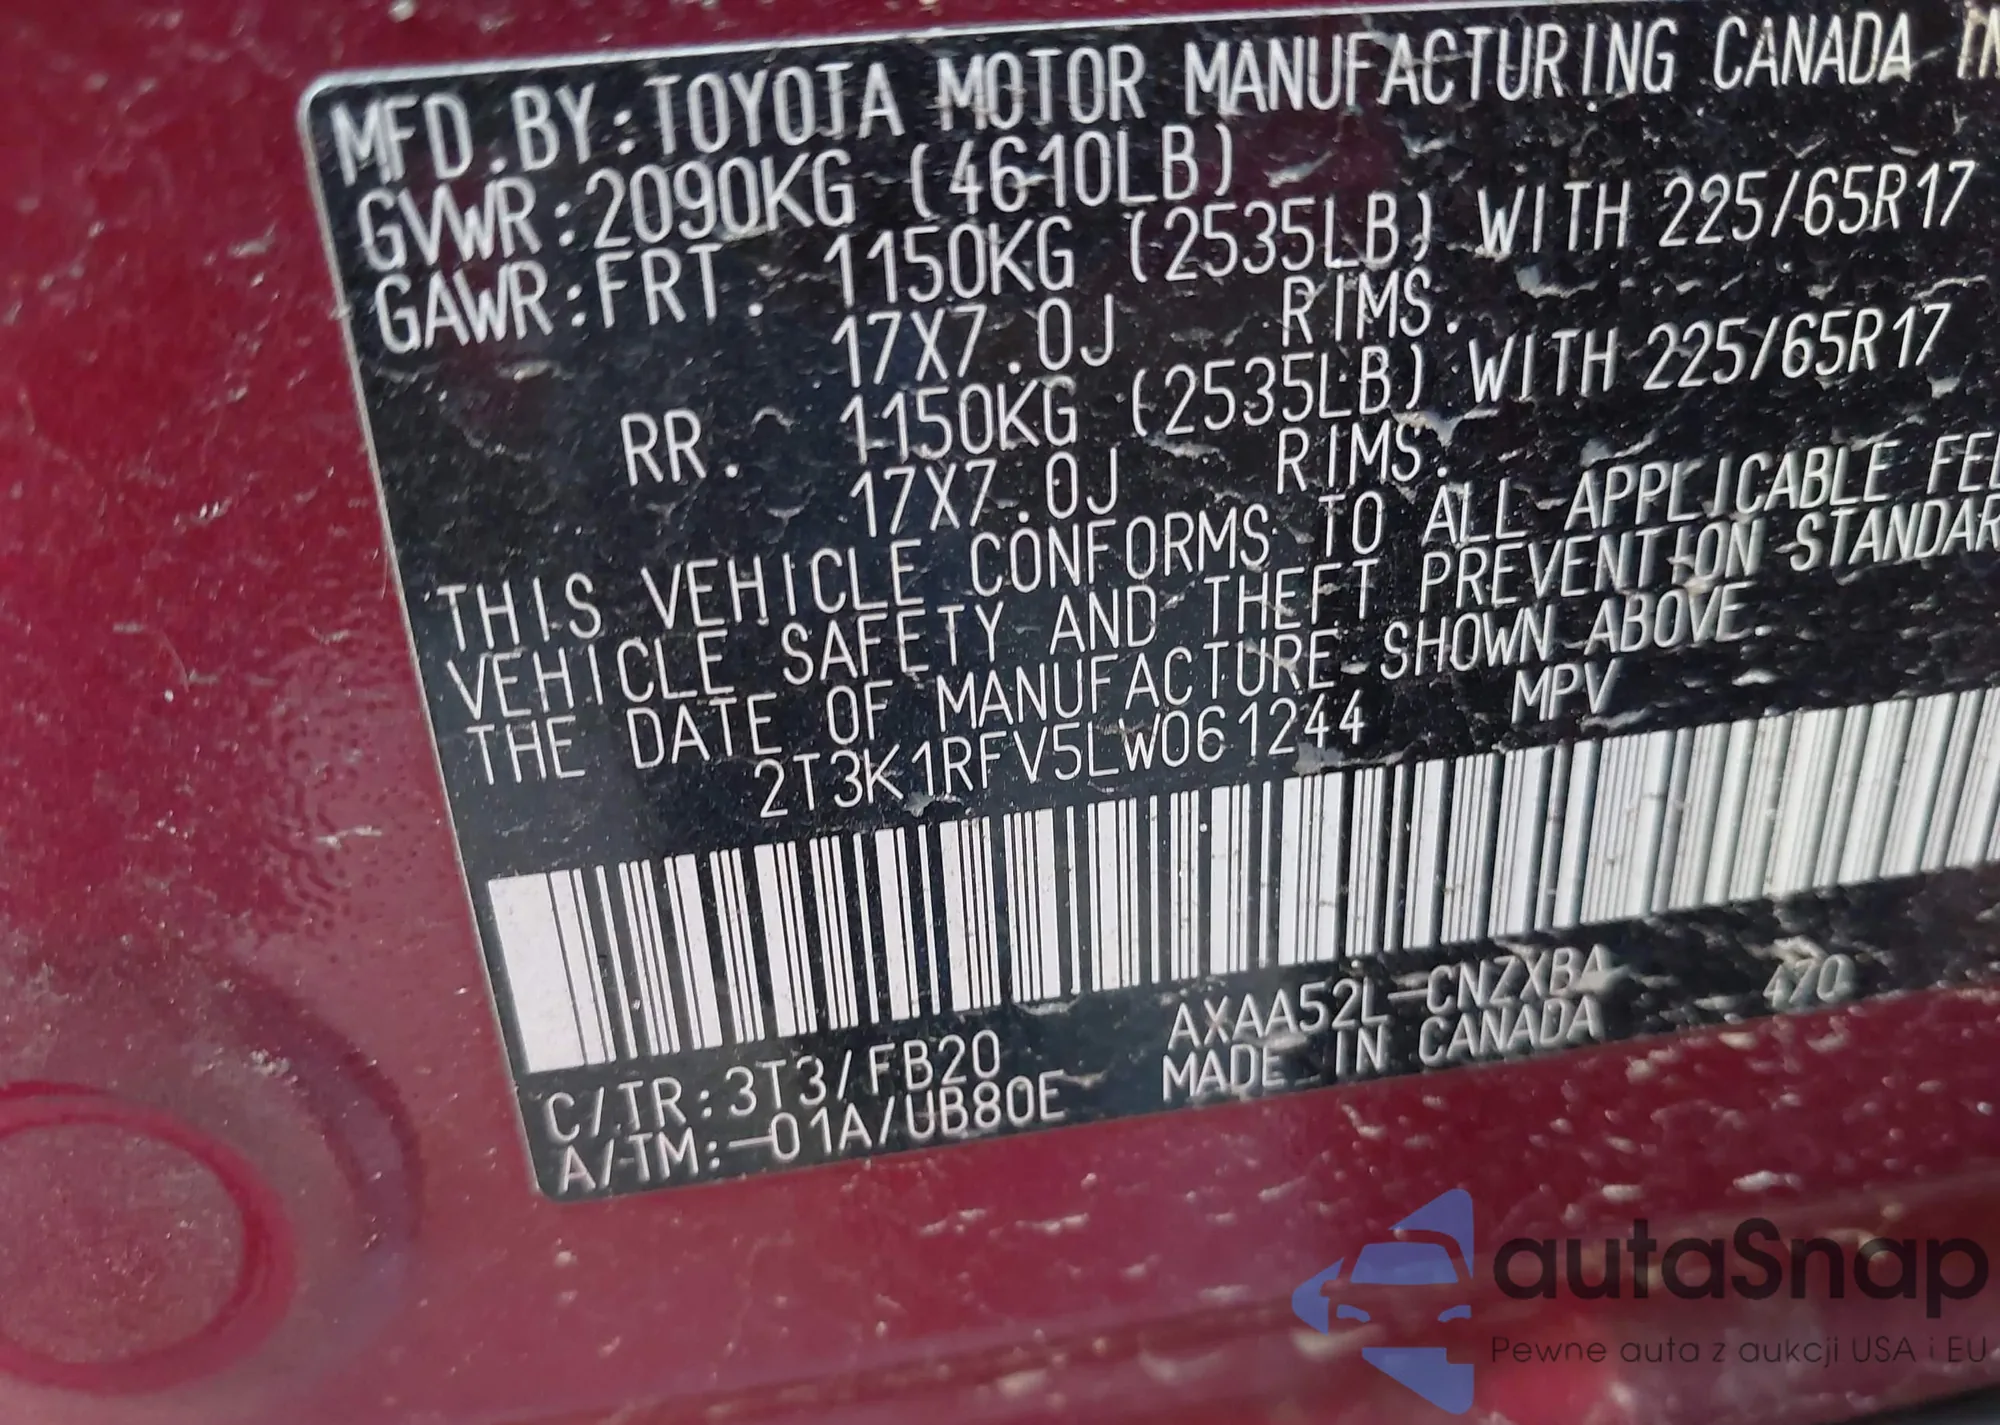 MFD.BY:TOYOTA MOTOR MANUFACTURING CANADA IN
GVWR:2090KG (4610LB)
GAWR:FRT. 1150KG (2535LB) WITH 225/65R17
17X7.0J RIMS.
RR. 1150KG (2535LB) WITH 225/65R17
17X7.0J RIMS.
THIS VEHICLE CONFORMS TO ALL APPLICABLE FED
VEHICLE SAFETY AND THEFT PREVENTION STANDAR
THE DATE OF MANUFACTURE SHOWN ABOVE.
2T3K1RFV5LW061244 MPV
C/TR:3T3/FB20 AXAA52L-CNZXBA 470
A/TM:-01A/UB80E MADE IN CANADA
autaSnap
Pewne auta z aukcji USA i EU